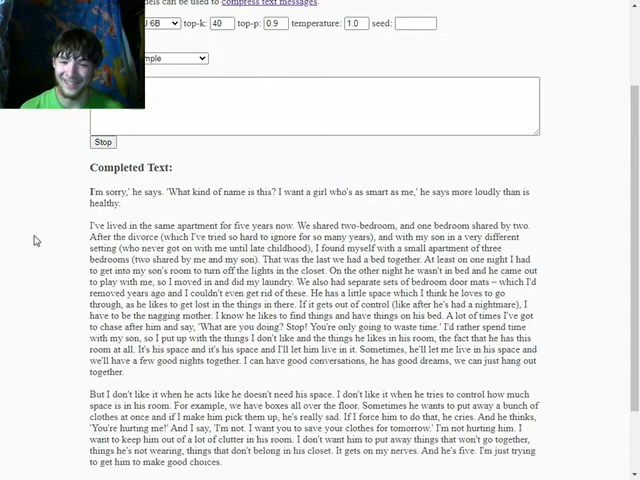 dels can be used to compress text messages.
J 6B top-k: 40 top-p: 0.9 temperature: 1.0 seed:
mple
Stop
Completed Text:
I'm sorry,' he says. 'What kind of name is this? I want a girl who's as smart as me,' he says more loudly than is
healthy.
I've lived in the same apartment for five years now. We shared two-bedroom, and one bedroom shared by two.
After the divorce (which I've tried so hard to ignore for so many years), and with my son in a very different
setting (who never got on with me until late childhood), I found myself with a small apartment of three
bedrooms (two shared by me and my son). That was the last we had a bed together. At least on one night I had
to get into my son's room to turn off the lights in the closet. On the other night he wasn't in bed and he came out
to play with me, so I moved in and did my laundry. We also had separate sets of bedroom door mats – which I'd
removed years ago and I couldn't even get rid of these. He has a little space which I think he loves to go
through, as he likes to get lost in the things in there. If it gets out of control (like after he's had a nightmare), I
have to be the nagging mother. I know he likes to find things and have things on his bed. A lot of times I've got
to chase after him and say, 'What are you doing? Stop! You're only going to waste time.' I'd rather spend time
with my son, so I put up with the things I don't like and the things he likes in his room, the fact that he has this
room at all. It's his space and it's his space and I'll let him live in it. Sometimes, he'll let me live in his space and
we'll have a few good nights together. I can have good conversations, he has good dreams, we can just hang out
together.
But I don't like it when he acts like he doesn't need his space. I don't like it when he tries to control how much
space is in his room. For example, we have boxes all over the floor. Sometimes he wants to put away a bunch of
clothes at once and if I make him pick them up, he's really sad. If I force him to do that, he cries. And he thinks,
'You're hurting me!' And I say, 'I'm not. I want you to save your clothes for tomorrow.' I'm not hurting him. I
want to keep him out of a lot of clutter in his room. I don't want him to put away things that won't go together,
things he's not wearing, things that don't belong in his closet. It gets on my nerves. And he's five. I'm just trying
to get him to make good choices.